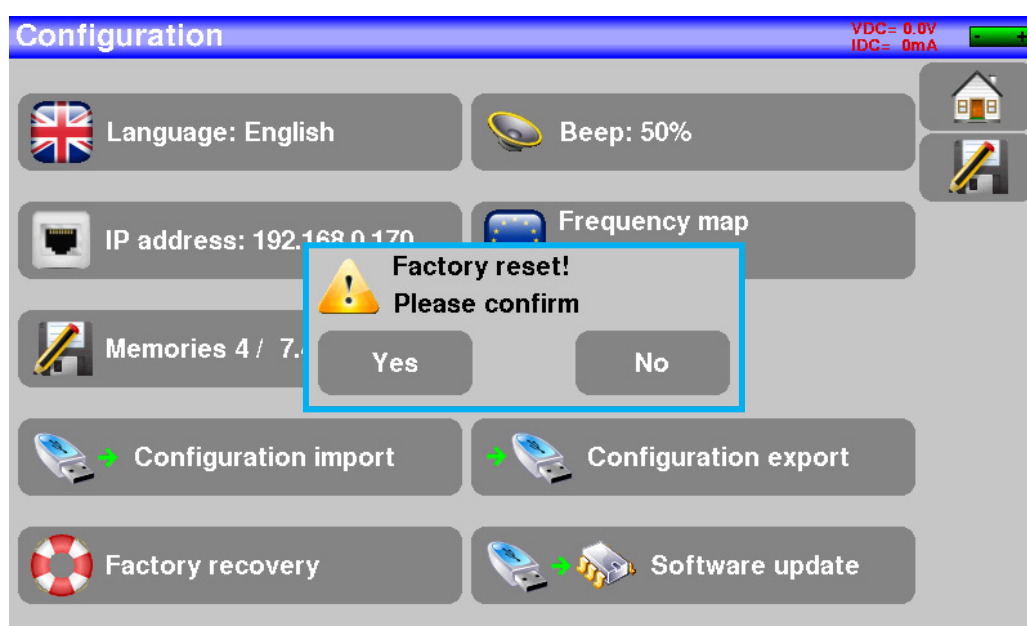 Configuration
VDC= 0.0V
IDC= 0mA
- +
Language: English
Beep: 50%
IP address: 192.168.0.170
Frequency map
Factory reset!
Please confirm
Memories 4 / 7.
Yes
No
Configuration import
Configuration export
Factory recovery
Software update